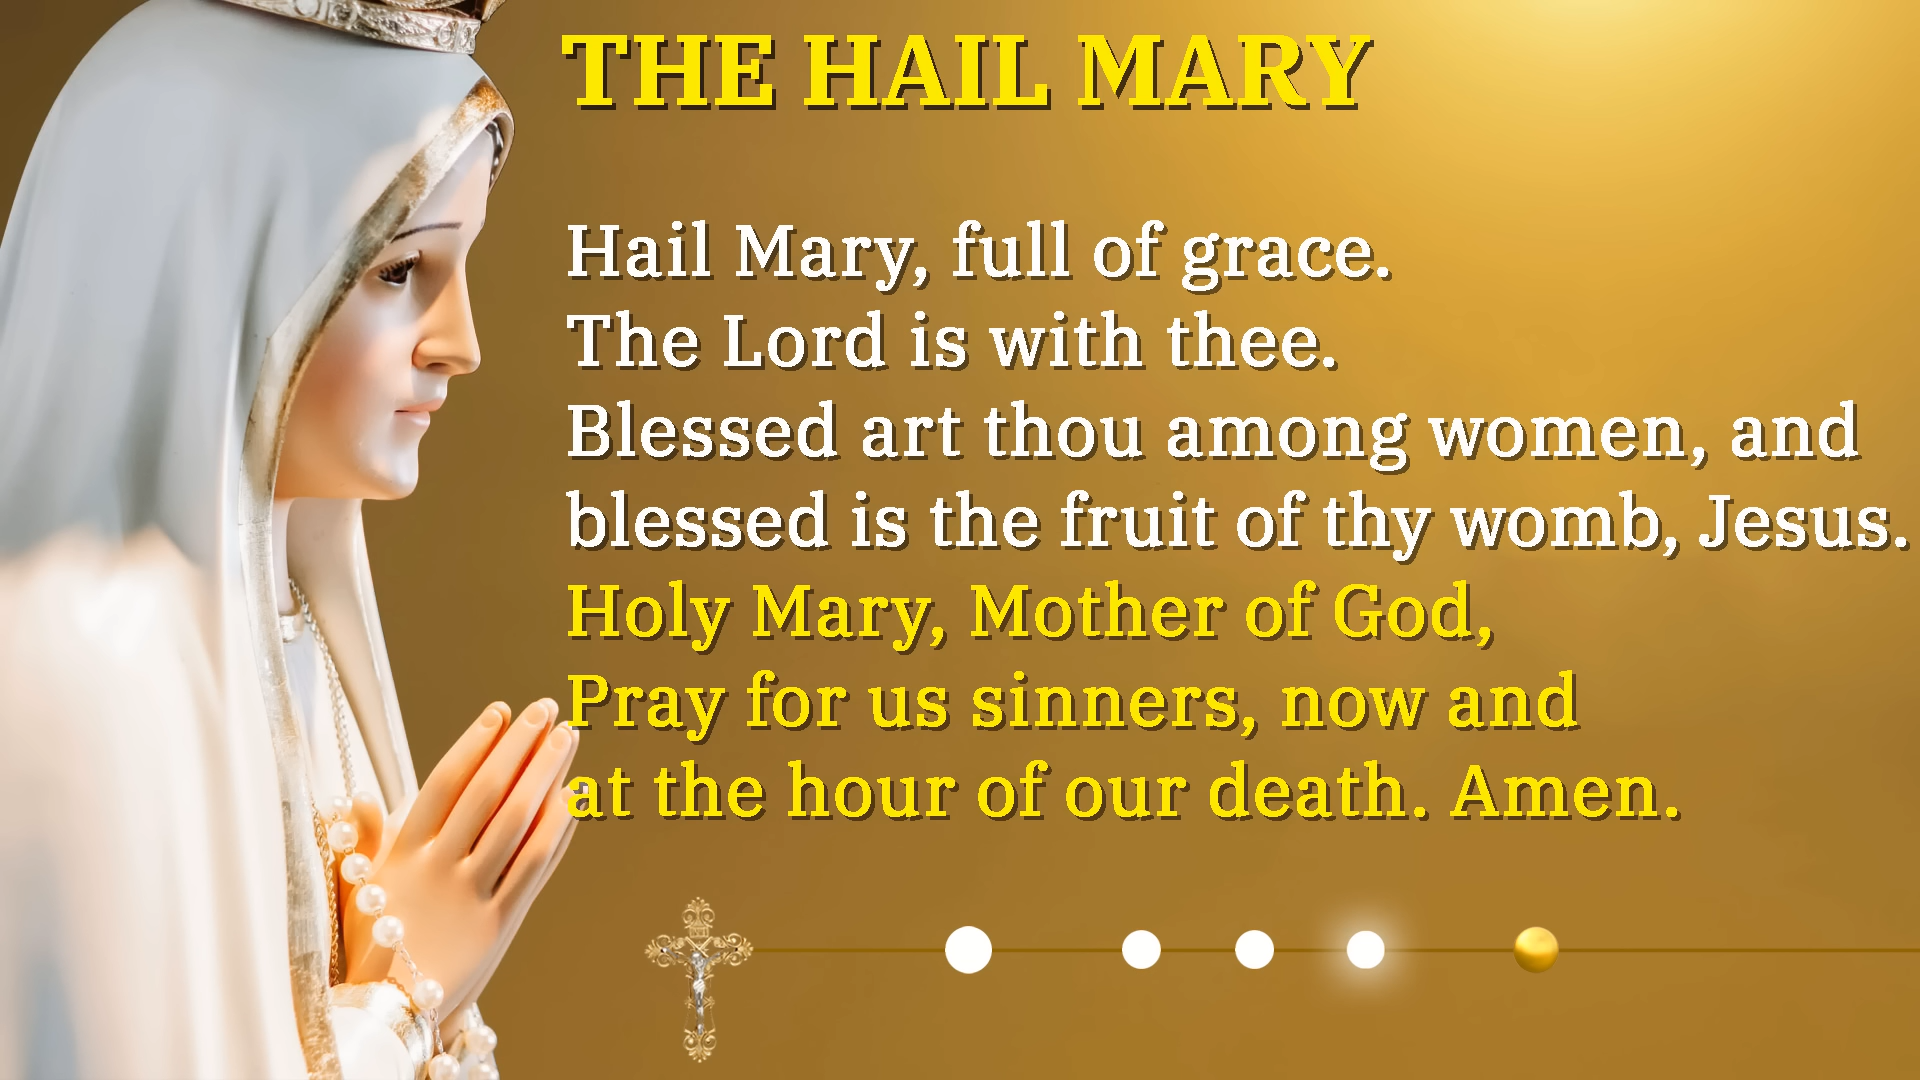 THE HAIL MARY
Hail Mary, full of grace.
The Lord is with thee.
Blessed art thou among women, and
blessed is the fruit of thy womb, Jesus.
Holy Mary, Mother of God,
Pray for us sinners, now and
at the hour of our death. Amen.